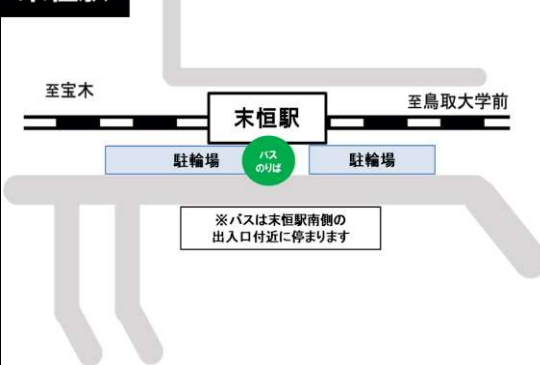 至宝木
至鳥取大学前
末恒駅
駐輪場
バス
のりば
駐輪場
※バスは末恒駅南側の
出入口付近に停まります